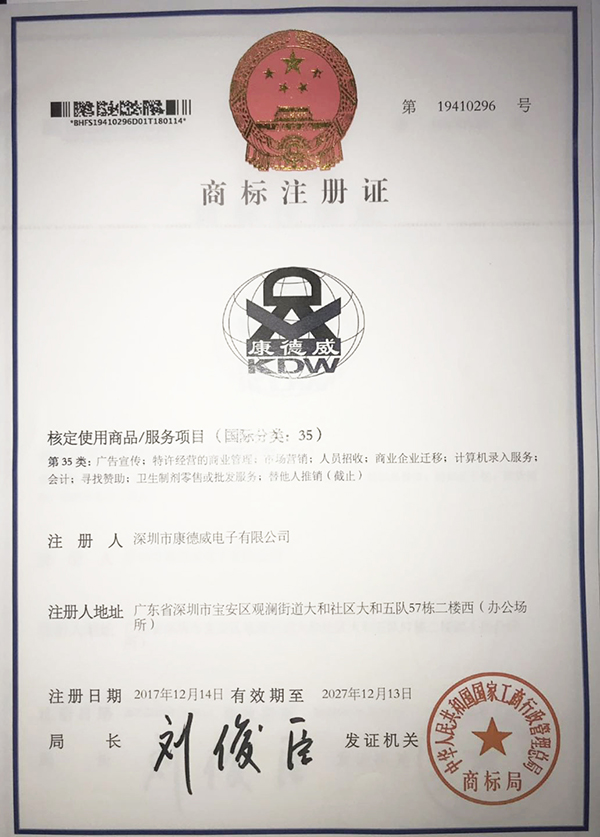 *BHFS19410296D01T180114*
第 19410296 号
商标注册证
康德威
KDW
核定使用商品/服务项目（国际分类：35）
第35类：广告宣传；特许经营的商业管理；市场营销；人员招收；商业企业迁移；计算机录入服务；
会计；寻找赞助；卫生制剂零售或批发服务；替他人推销（截止）
注册人 深圳市康德威电子有限公司
注册人地址 广东省深圳市宝安区观澜街道大和社区大和五队57栋二楼西（办公场
所）
注册日期 2017年12月14日 有效期至 2027年12月13日
局长 刘俊臣 发证机关
中华人民共和国国家工商行政管理总局
商标局